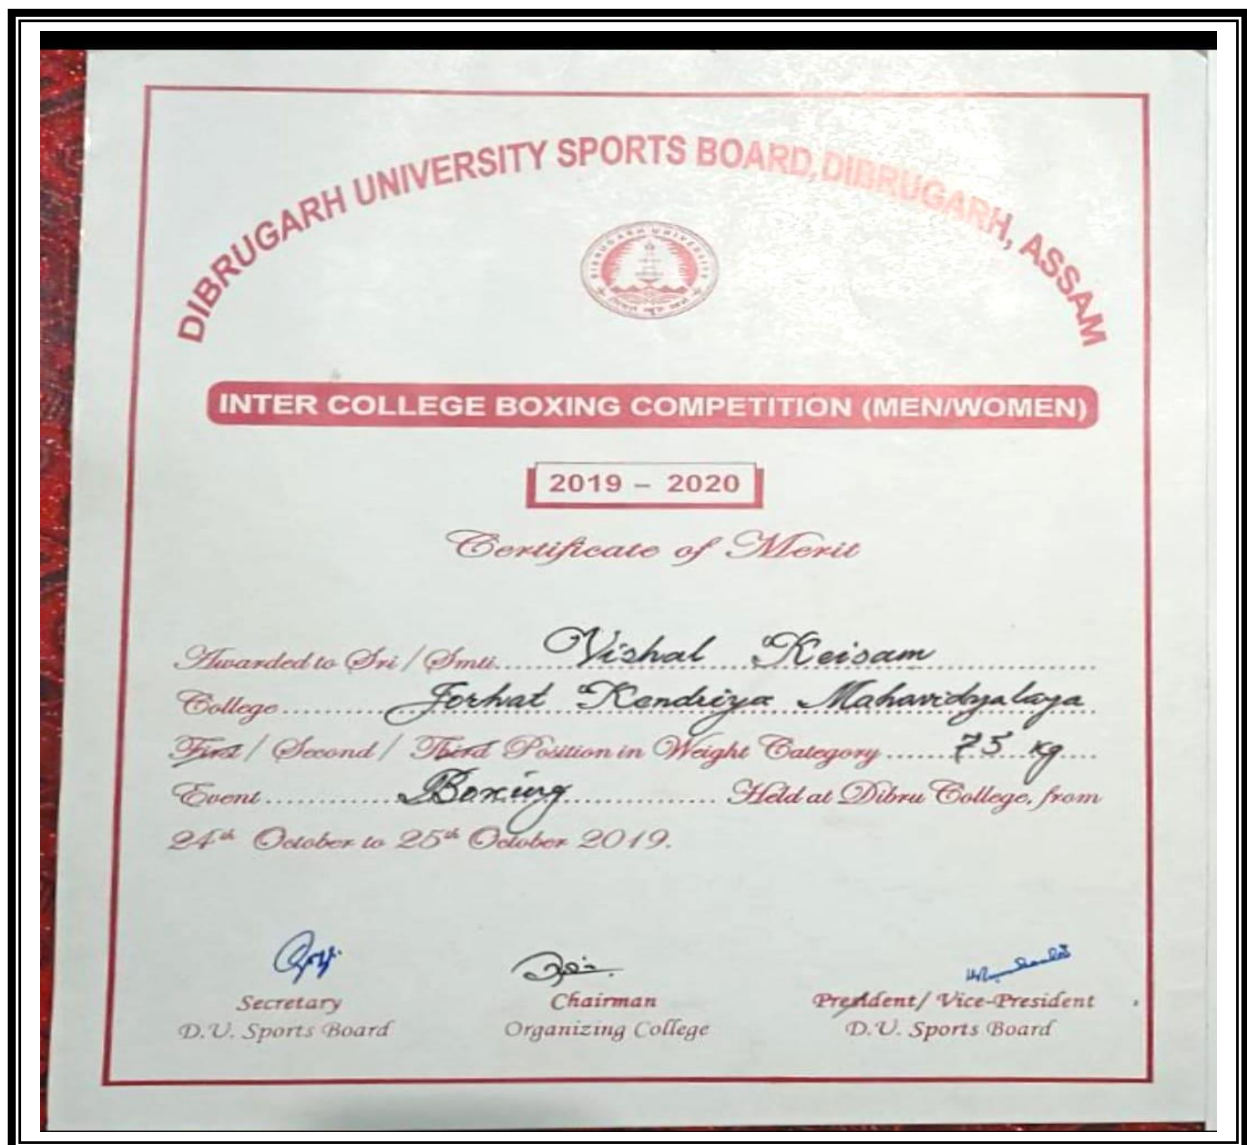 DIBRUGARH UNIVERSITY SPORTS BOARD, DIBRUGARH, ASSAM
DIBRUGARH UNIVERSITY
INTER COLLEGE BOXING COMPETITION (MEN/WOMEN)
2019 – 2020
Certificate of Merit
Awarded to Sri / Smti..... Vishal Keisam
College ............ Jorhat Kendriya Mahavidyalaya
First / Second / Third Position in Weight Category ...... 75 kg
Event ............ Boxing .............. Held at Dibru College, from
24th October to 25th October 2019.
Secretary Chairman President/ Vice-President
D.U. Sports Board Organizing College D.U. Sports Board